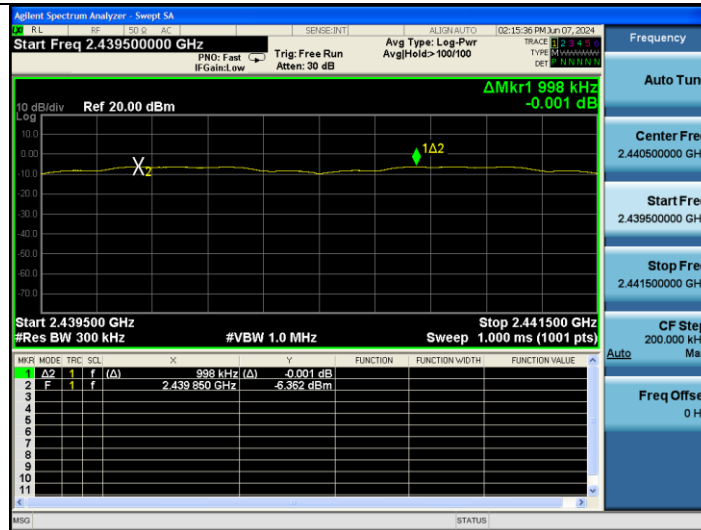 Agilent Spectrum Analyzer - Swept SA
RL RF 50 Ω AC SENSE:INT ALIGN AUTO 02:15:36 PM Jun 07, 2024
Start Freq 2.439500000 GHz
PNO: Fast
IFGain:Low
Trig: Free Run
Atten: 30 dB
Avg Type: Log-Pwr
Avg|Hold:>100/100
TRACE 1 2 3 4 5 6
TYPE M WWWWW
DET P N N N N N
ΔMkr1 998 kHz
-0.001 dB
10 dB/div Ref 20.00 dBm
Log
10.0
0.00
-10.0
-20.0
-30.0
-40.0
-50.0
-60.0
-70.0
X2
1Δ2
Start 2.439500 GHz Stop 2.441500 GHz
#Res BW 300 kHz #VBW 1.0 MHz Sweep 1.000 ms (1001 pts)
MKR MODE TRC SCL X Y FUNCTION FUNCTION WIDTH FUNCTION VALUE
1 Δ2 1 f (Δ) 998 kHz (Δ) -0.001 dB
2 F 1 f 2.439 850 GHz -6.362 dBm
3
4
5
6
7
8
9
10
11
MSG STATUS
Frequency
Auto Tun
Center Fre
2.440500000 GH
Start Fre
2.439500000 GH
Stop Fre
2.441500000 GH
CF Ste
200.000 kH
Auto Ma
Freq Offse
0 H